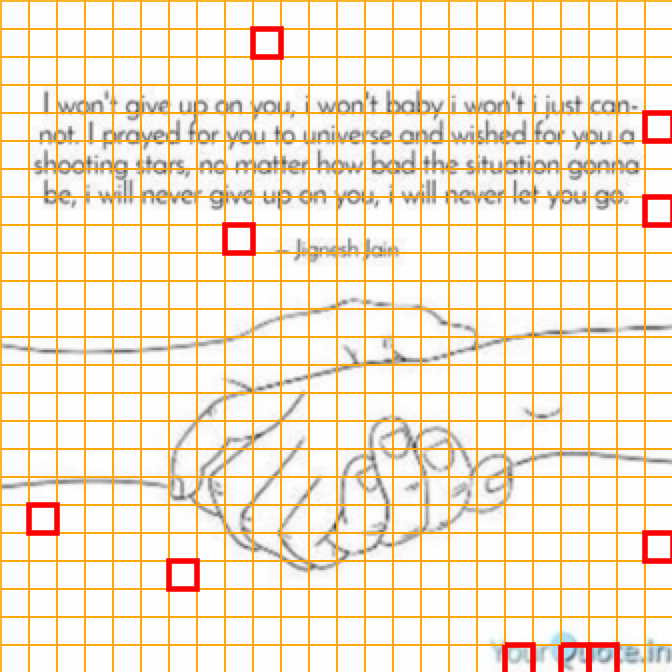 I won't give up on you, i won't baby i won't i just can-
not. I prayed for you to universe and wished for you a
shooting stars, no matter how bad the situation gonna
be, i will never give up on you, i will never let you go.
-- Jignesh Jain
YourQuote.in